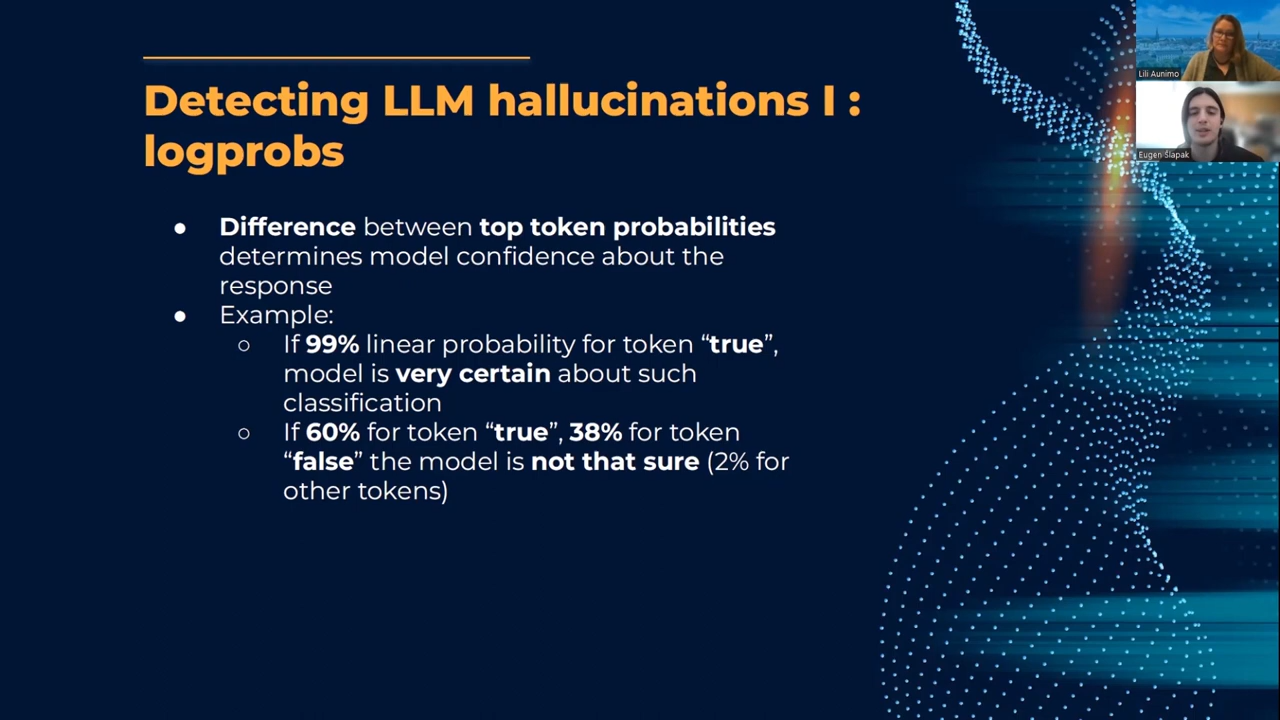 Detecting LLM hallucinations I :
logprobs
● Difference between top token probabilities
determines model confidence about the
response
● Example:
○ If 99% linear probability for token “true”,
model is very certain about such
classification
○ If 60% for token “true”, 38% for token
“false” the model is not that sure (2% for
other tokens)
Lili Aunimo
Eugen Šlapak